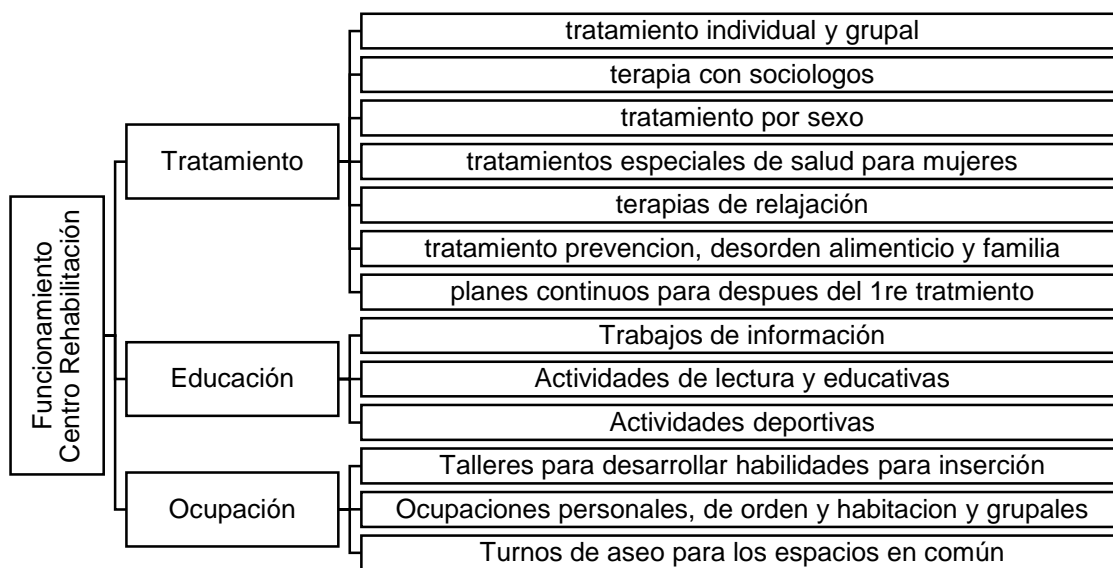 Funcionamiento
Centro Rehabilitación
Tratamiento
tratamiento individual y grupal
terapia con sociologos
tratamiento por sexo
tratamientos especiales de salud para mujeres
terapias de relajación
tratamiento prevencion, desorden alimenticio y familia
planes continuos para despues del 1re tratmiento
Educación
Trabajos de información
Actividades de lectura y educativas
Actividades deportivas
Ocupación
Talleres para desarrollar habilidades para inserción
Ocupaciones personales, de orden y habitacion y grupales
Turnos de aseo para los espacios en común